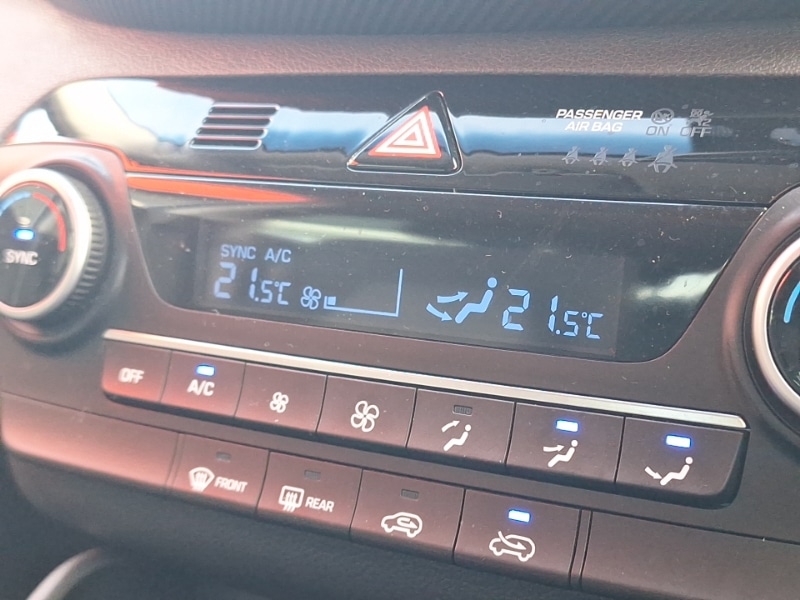 PASSENGER
AIR BAG
ON OFF
SYNC A/C
21.5°C
21.5°C
SYNC
OFF
A/C
FRONT
REAR